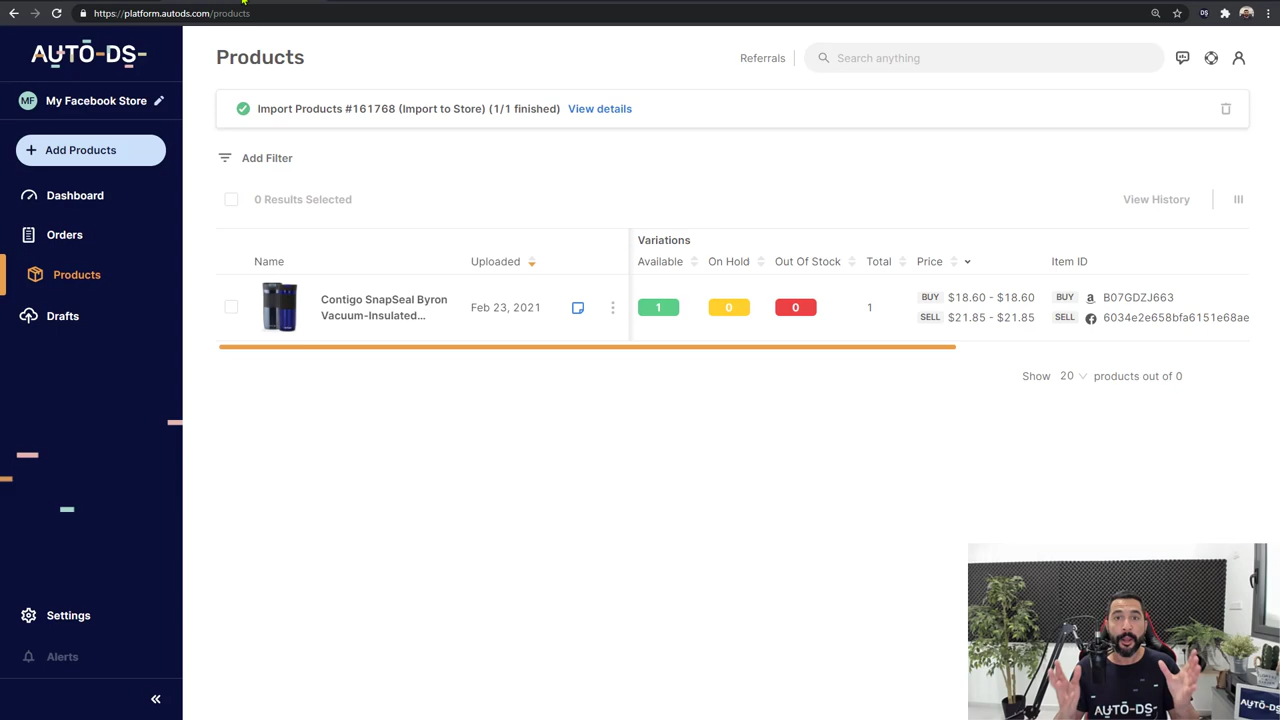 https://platform.autods.com/products
AUTO-DS
MF My Facebook Store
+ Add Products
Dashboard
Orders
Products
Drafts
Settings
Alerts
Products
Referrals
Search anything
Import Products #161768 (Import to Store) (1/1 finished) View details
Add Filter
0 Results Selected
View History
Variations
Name Uploaded Available On Hold Out Of Stock Total Price Item ID
Contigo SnapSeal Byron
Vacuum-Insulated...
Feb 23, 2021
1 0 0 1
BUY $18.60 - $18.60 BUY a B07GDZJ663
SELL $21.85 - $21.85 SELL 6034e2e658bfa6151e68ae
Show 20 products out of 0
AUTO-DS
AUTO-DS